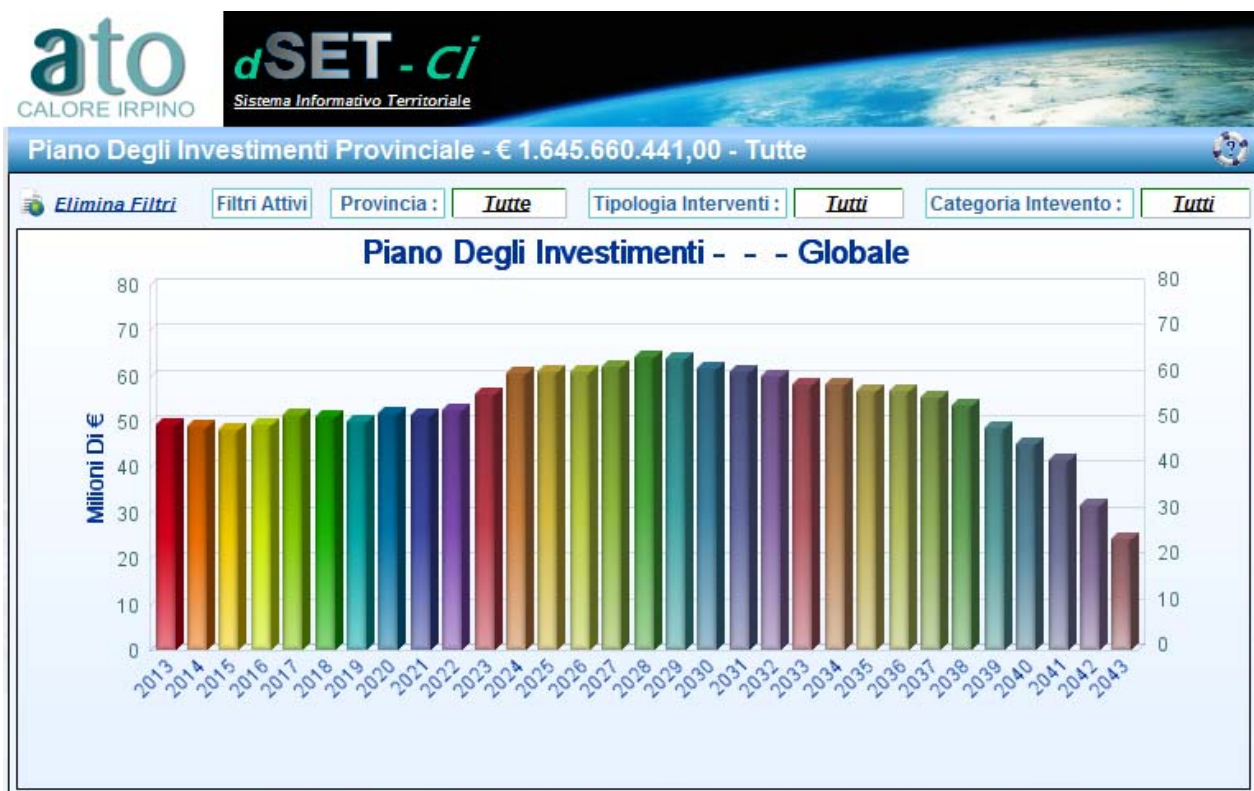 ato
CALORE IRPINO
dSET - ci
Sistema Informativo Territoriale
Piano Degli Investimenti Provinciale - € 1.645.660.441,00 - Tutte
?
Elimina Filtri Filtri Attivi Provincia : Tutte Tipologia Interventi : Tutti Categoria Intevento : Tutti
Piano Degli Investimenti - - - Globale
Milioni Di €
80 80
70 70
60 60
50 50
40 40
30 30
20 20
10 10
0 0
2013 2014 2015 2016 2017 2018 2019 2020 2021 2022 2023 2024 2025 2026 2027 2028 2029 2030 2031 2032 2033 2034 2035 2036 2037 2038 2039 2040 2041 2042 2043